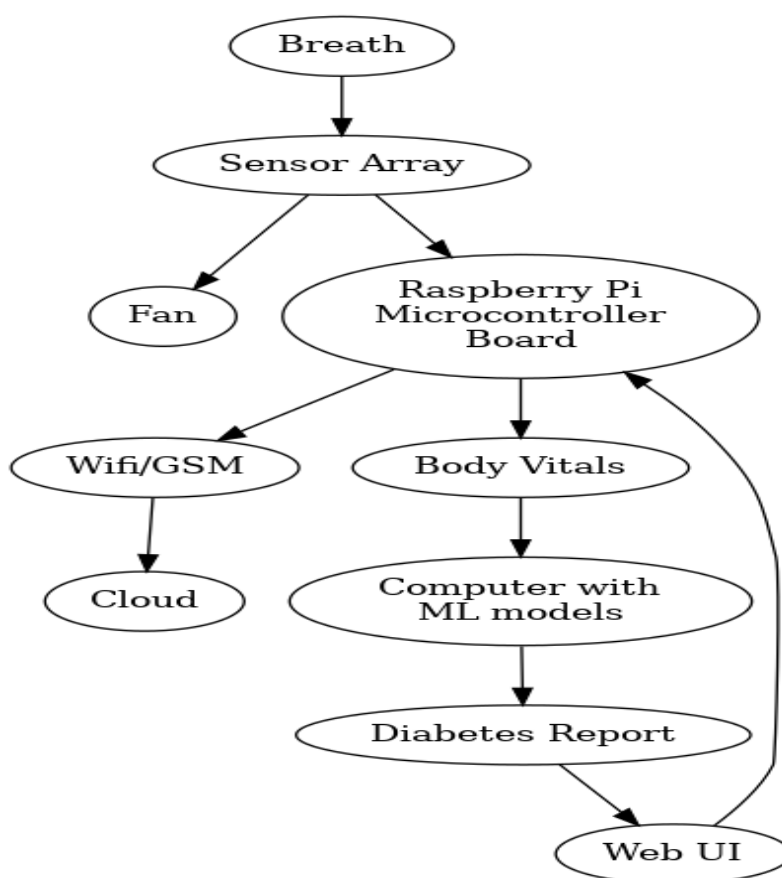 Breath
Sensor Array
Fan
Raspberry Pi
Microcontroller
Board
Wifi/GSM
Body Vitals
Cloud
Computer with
ML models
Diabetes Report
Web UI